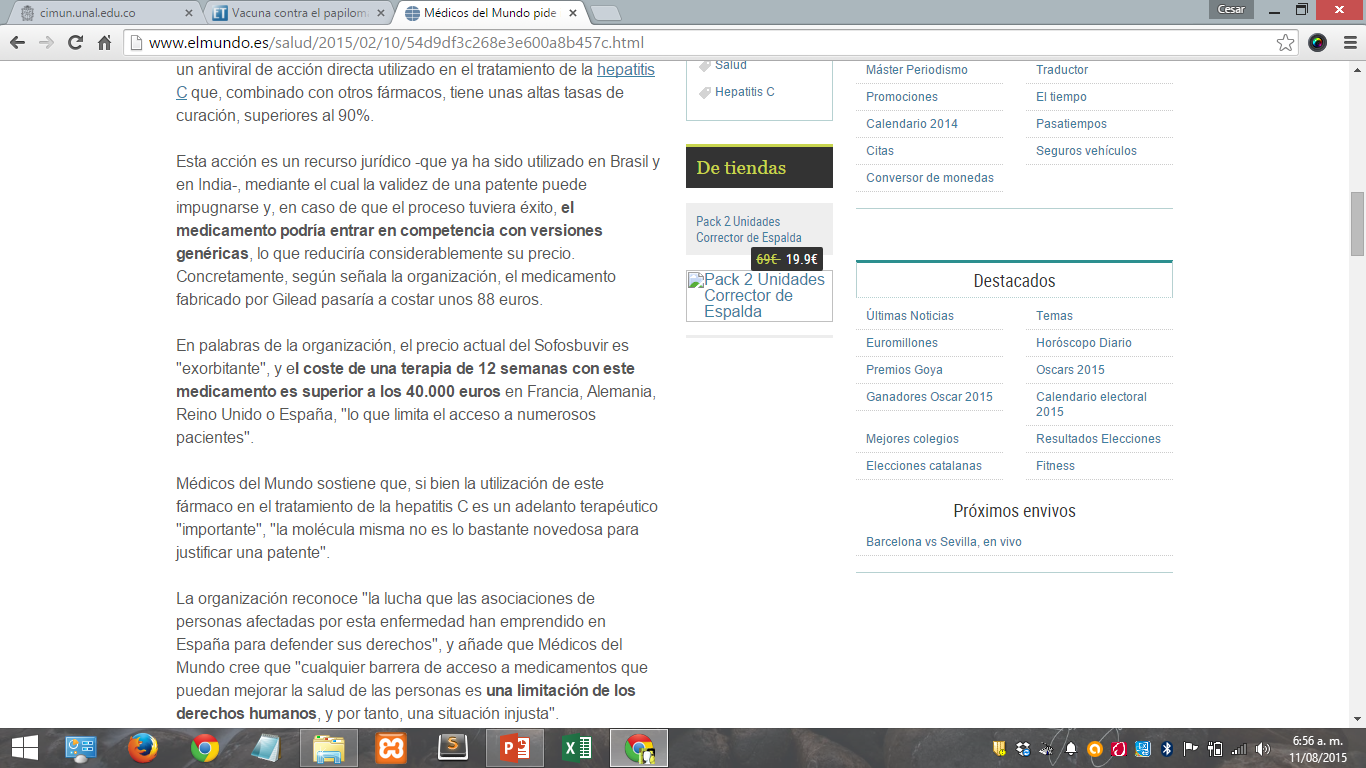 cimun.unal.edu.co
Vacuna contra el papilom
Médicos del Mundo pide
Cesar
www.elmundo.es/salud/2015/02/10/54d9df3c268e3e600a8b457c.html
un antiviral de acción directa utilizado en el tratamiento de la hepatitis
C que, combinado con otros fármacos, tiene unas altas tasas de
curación, superiores al 90%.
Esta acción es un recurso jurídico -que ya ha sido utilizado en Brasil y
en India-, mediante el cual la validez de una patente puede
impugnarse y, en caso de que el proceso tuviera éxito, el
medicamento podría entrar en competencia con versiones
genéricas, lo que reduciría considerablemente su precio.
Concretamente, según señala la organización, el medicamento
fabricado por Gilead pasaría a costar unos 88 euros.
En palabras de la organización, el precio actual del Sofosbuvir es
"exorbitante", y el coste de una terapia de 12 semanas con este
medicamento es superior a los 40.000 euros en Francia, Alemania,
Reino Unido o España, "lo que limita el acceso a numerosos
pacientes".
Médicos del Mundo sostiene que, si bien la utilización de este
fármaco en el tratamiento de la hepatitis C es un adelanto terapéutico
"importante", "la molécula misma no es lo bastante novedosa para
justificar una patente".
La organización reconoce "la lucha que las asociaciones de
personas afectadas por esta enfermedad han emprendido en
España para defender sus derechos", y añade que Médicos del
Mundo cree que "cualquier barrera de acceso a medicamentos que
puedan mejorar la salud de las personas es una limitación de los
derechos humanos, y por tanto, una situación injusta".
Salud
Hepatitis C
De tiendas
Pack 2 Unidades
Corrector de Espalda
69€ 19.9€
Pack 2 Unidades
Corrector de
Espalda
Máster Periodismo
Traductor
Promociones
El tiempo
Calendario 2014
Pasatiempos
Citas
Seguros vehículos
Conversor de monedas
Destacados
Últimas Noticias
Temas
Euromillones
Horóscopo Diario
Premios Goya
Oscars 2015
Ganadores Oscar 2015
Calendario electoral
2015
Mejores colegios
Resultados Elecciones
Elecciones catalanas
Fitness
Próximos envivos
Barcelona vs Sevilla, en vivo
6:56 a. m.
11/08/2015